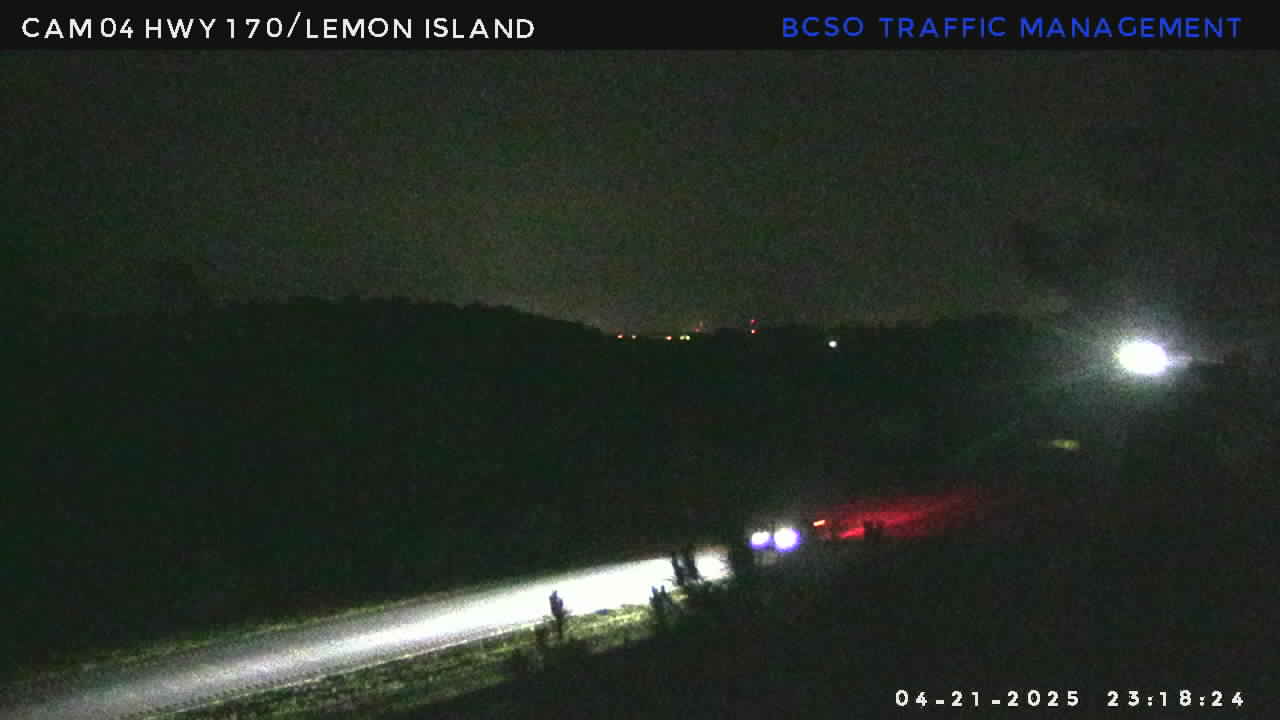 CAM04 HWY 170/LEMON ISLAND
BCSO TRAFFIC MANAGEMENT
04-21-2025 23:18:24